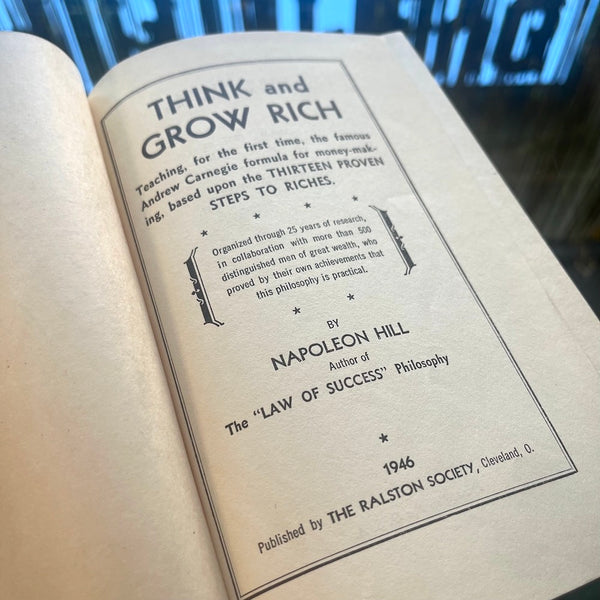 THINK and
GROW RICH
Teaching, for the first time, the famous
Andrew Carnegie formula for money-mak-
ing, based upon the THIRTEEN PROVEN
STEPS TO RICHES.
Organized through 25 years of research,
in collaboration with more than 500
distinguished men of great wealth, who
proved by their own achievements that
this philosophy is practical.
BY
NAPOLEON HILL
Author of
The "LAW OF SUCCESS" Philosophy
1946
Published by THE RALSTON SOCIETY, Cleveland, O.